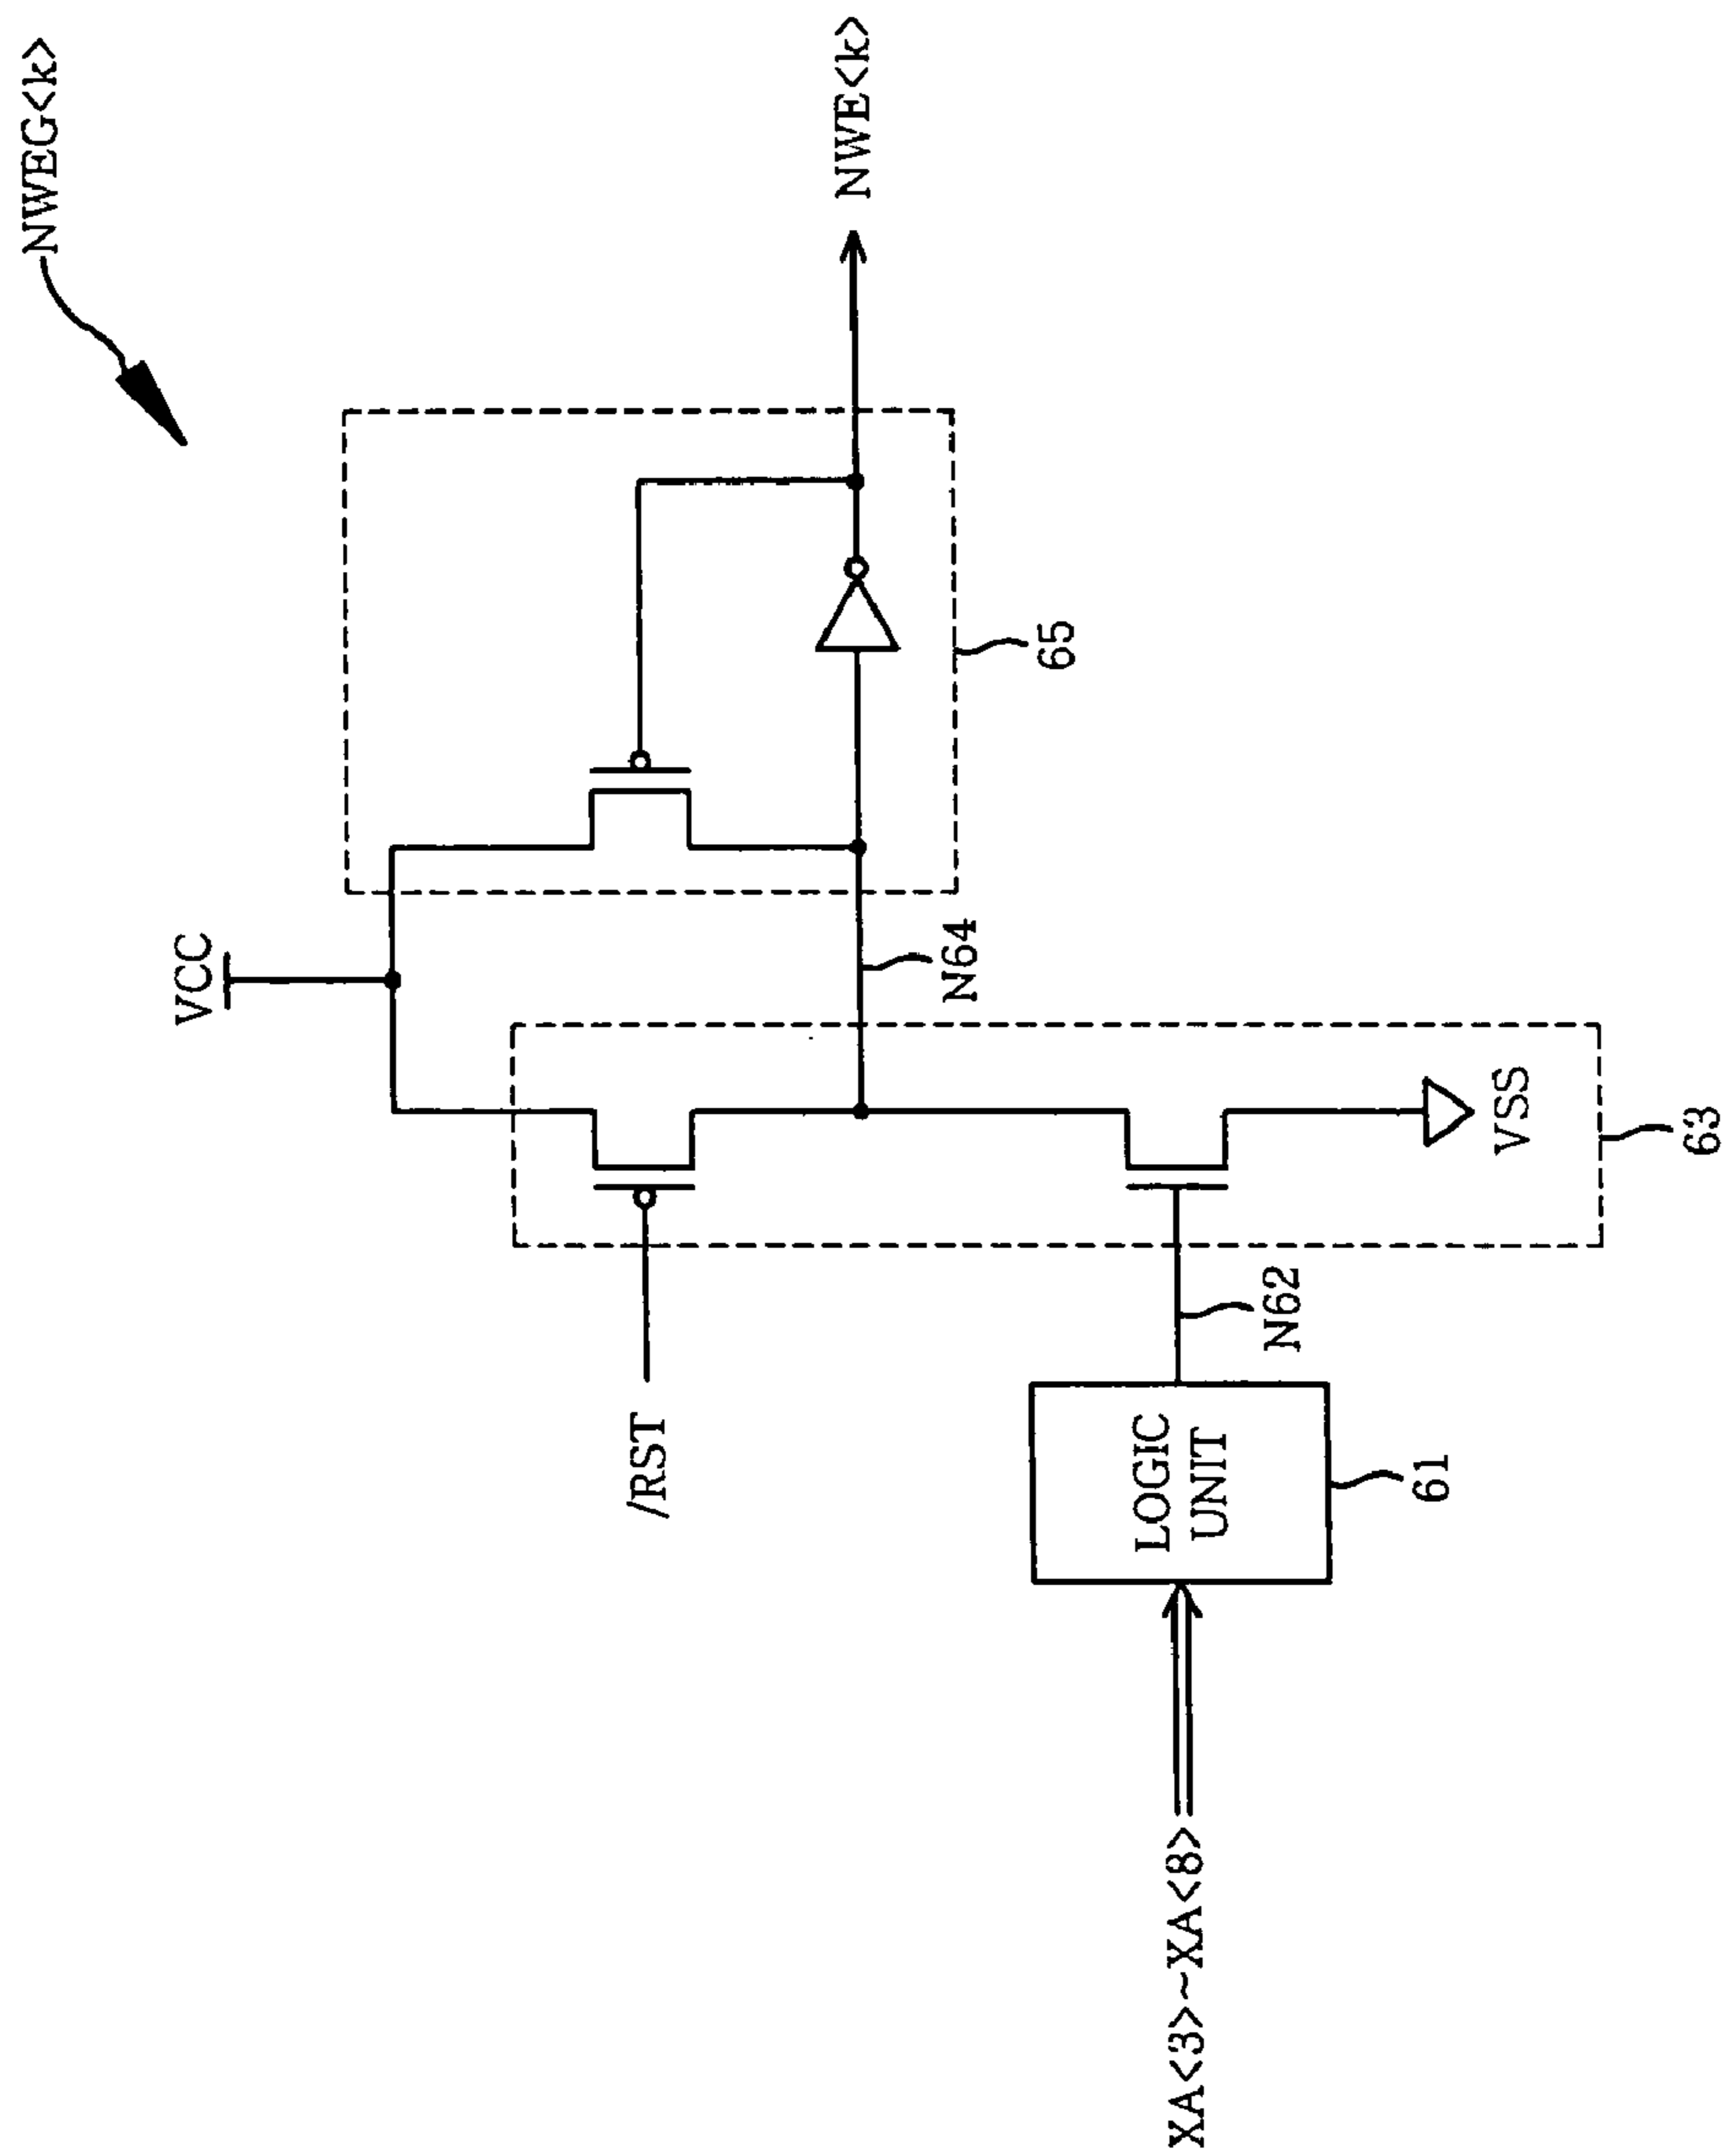 NWEG<k>
VCC
/RST
N64
NWE<k>
65
XA<3>~XA<8>
LOGIC
UNIT
N62
61
VSS
63